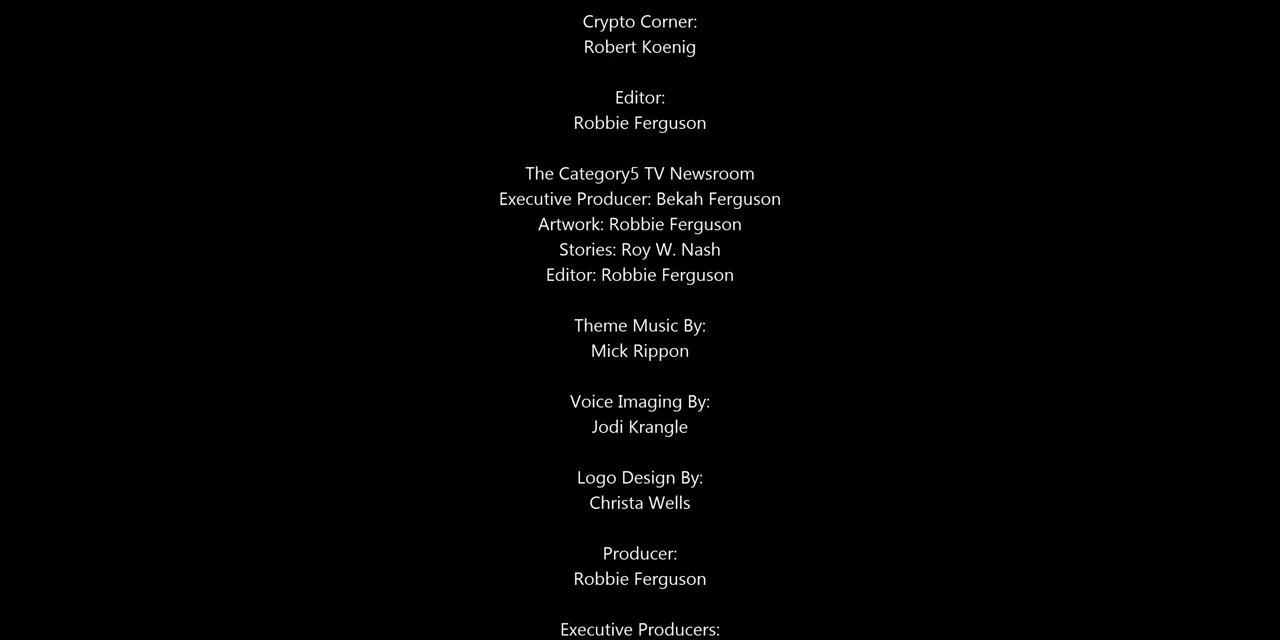 Crypto Corner:
Robert Koenig
Editor:
Robbie Ferguson
The Category5 TV Newsroom
Executive Producer: Bekah Ferguson
Artwork: Robbie Ferguson
Stories: Roy W. Nash
Editor: Robbie Ferguson
Theme Music By:
Mick Rippon
Voice Imaging By:
Jodi Krangle
Logo Design By:
Christa Wells
Producer:
Robbie Ferguson
Executive Producers: